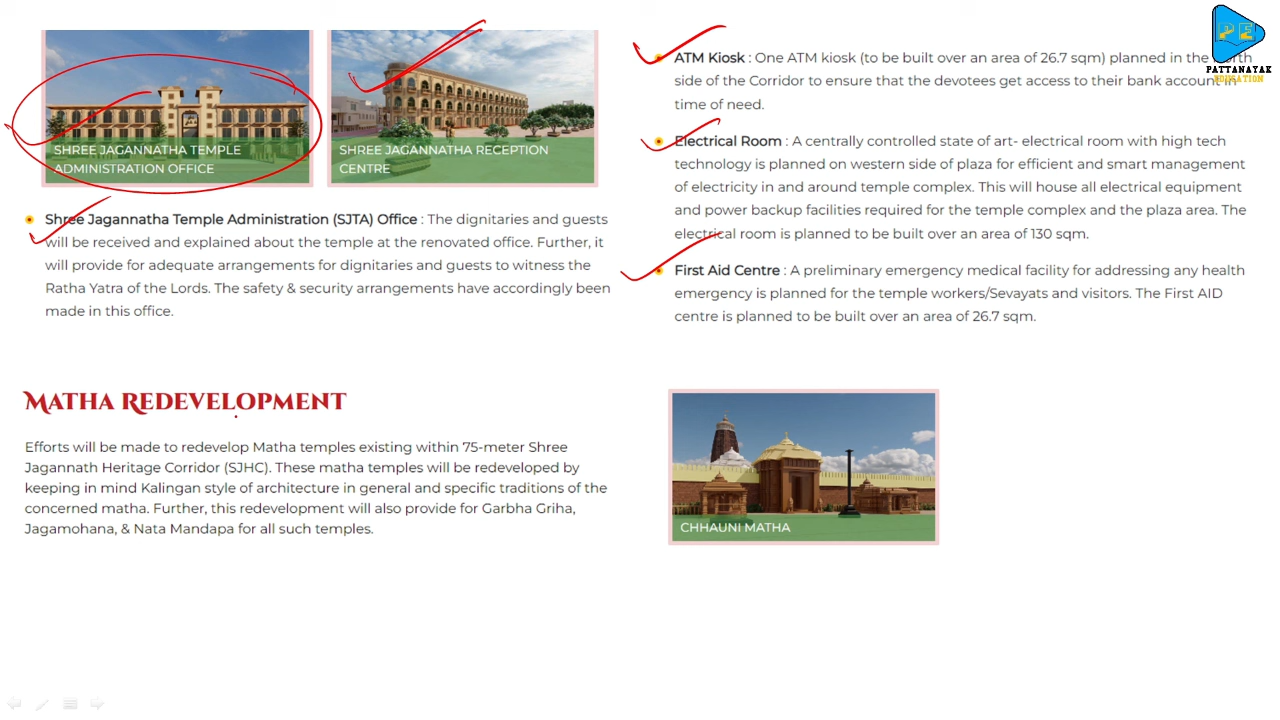 SHREE JAGANNATHA TEMPLE
ADMINISTRATION OFFICE
SHREE JAGANNATHA RECEPTION
CENTRE
Shree Jagannatha Temple Administration (SJTA) Office : The dignitaries and guests
will be received and explained about the temple at the renovated office. Further, it
will provide for adequate arrangements for dignitaries and guests to witness the
Ratha Yatra of the Lords. The safety & security arrangements have accordingly been
made in this office.
MATHA REDEVELOPMENT
Efforts will be made to redevelop Matha temples existing within 75-meter Shree
Jagannath Heritage Corridor (SJHC). These matha temples will be redeveloped by
keeping in mind Kalingan style of architecture in general and specific traditions of the
concerned matha. Further, this redevelopment will also provide for Garbha Griha,
Jagamohana, & Nata Mandapa for all such temples.
ATM Kiosk : One ATM kiosk (to be built over an area of 26.7 sqm) planned in the North
side of the Corridor to ensure that the devotees get access to their bank account in
time of need.
Electrical Room : A centrally controlled state of art- electrical room with high tech
technology is planned on western side of plaza for efficient and smart management
of electricity in and around temple complex. This will house all electrical equipment
and power backup facilities required for the temple complex and the plaza area. The
electrical room is planned to be built over an area of 130 sqm.
First Aid Centre : A preliminary emergency medical facility for addressing any health
emergency is planned for the temple workers/Sevayats and visitors. The First AID
centre is planned to be built over an area of 26.7 sqm.
CHHAUNI MATHA
PE
PATTANAYAK
EDUCATION